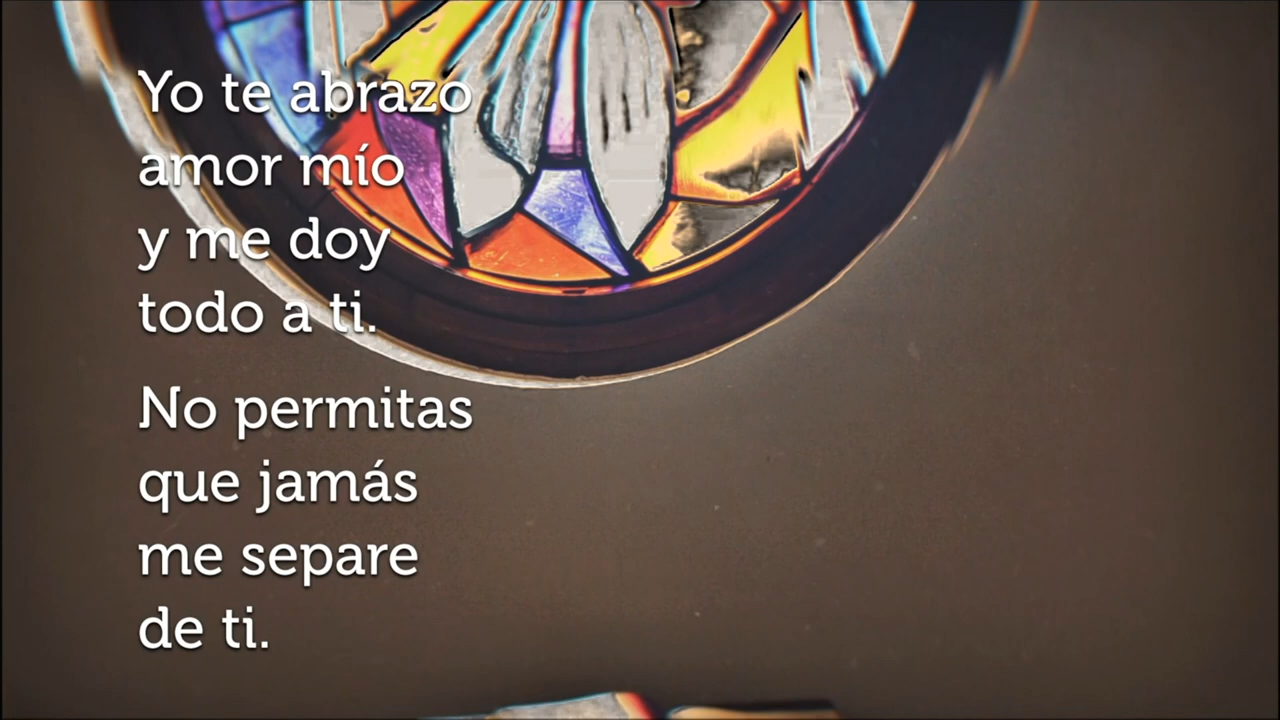 Yo te abrazo
amor mío
y me doy
todo a ti.
No permitas
que jamás
me separe
de ti.